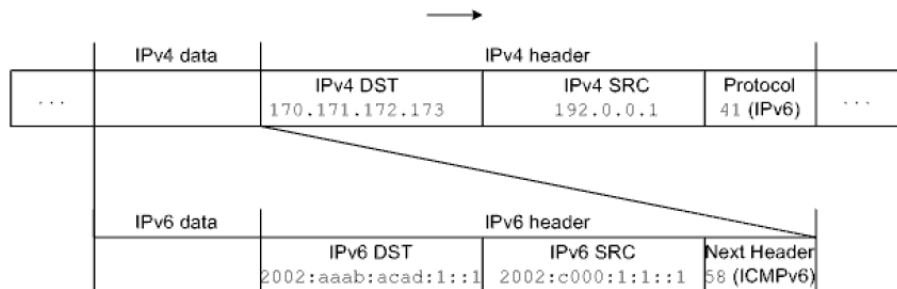 IPv4 data IPv4 header
... IPv4 DST IPv4 SRC Protocol ...
170.171.172.173 192.0.0.1 41 (IPv6)
IPv6 data IPv6 header
IPv6 DST IPv6 SRC Next Header
2002:aaab:acad:1::1 2002:c000:1:1::1 58 (ICMPv6)